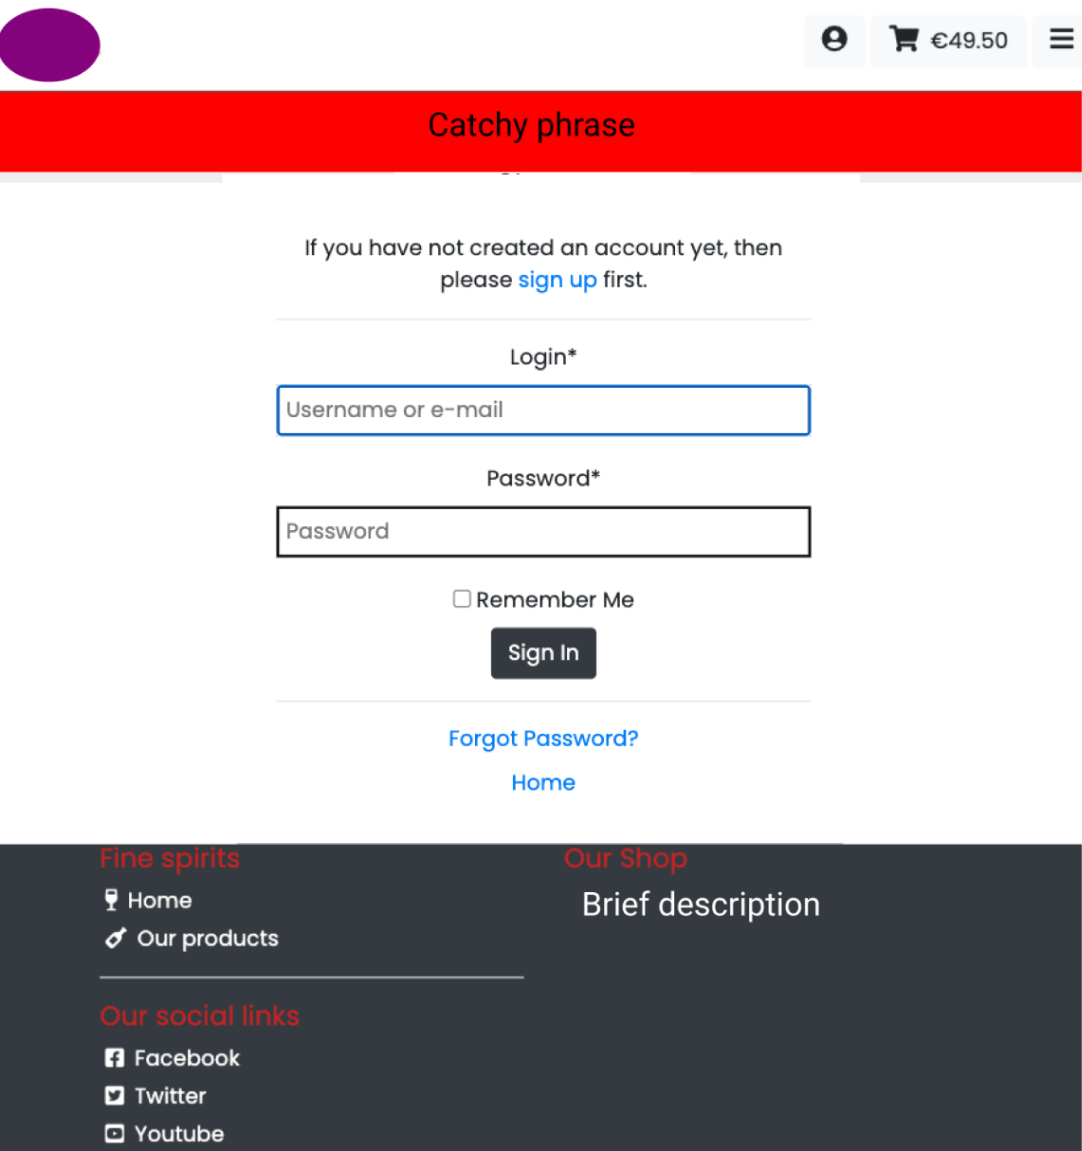 €49.50
Catchy phrase
If you have not created an account yet, then
please sign up first.
Login*
Username or e-mail
Password*
Password
Remember Me
Sign In
Forgot Password?
Home
Fine spirits
Home
Our products
Our social links
Facebook
Twitter
Youtube
Our Shop
Brief description